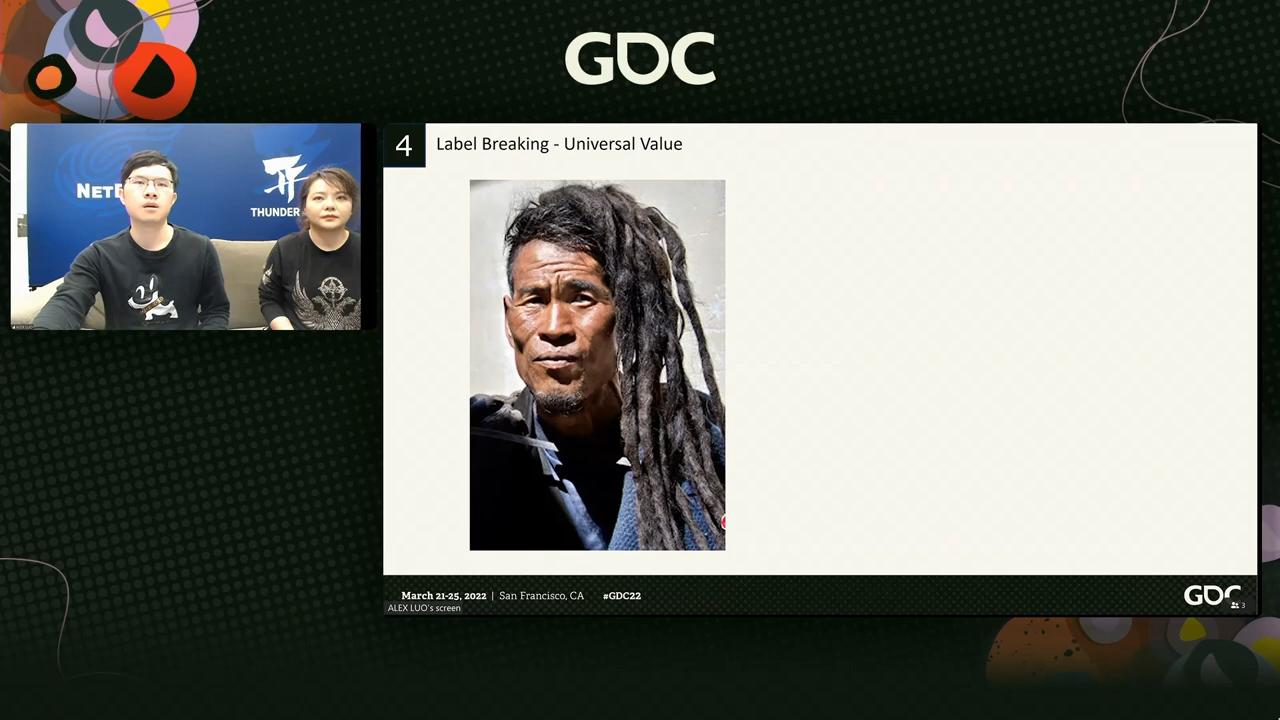 GDC
4
Label Breaking - Universal Value
THUNDER
March 21-25, 2022 | San Francisco, CA #GDC22
ALEX LUO's screen
GDC
3